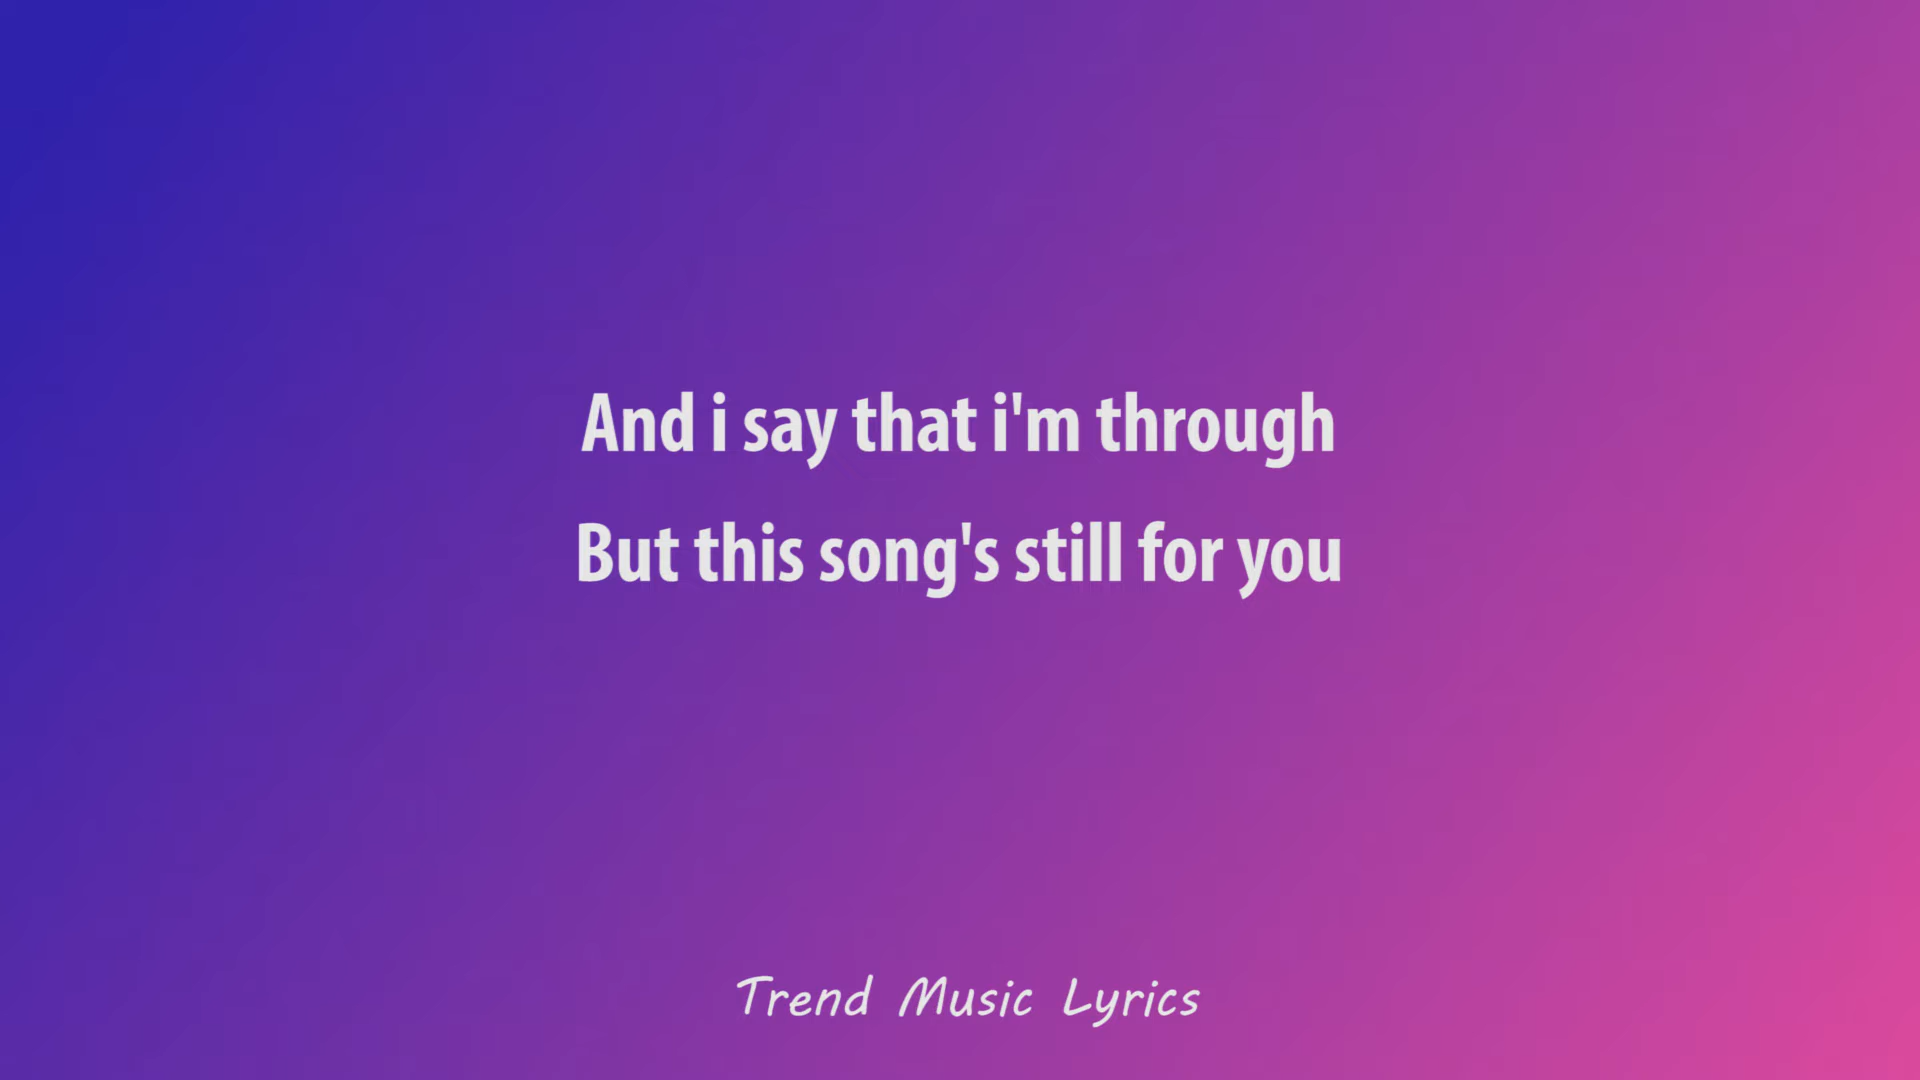 And i say that i'm through
But this song's still for you
Trend Music Lyrics